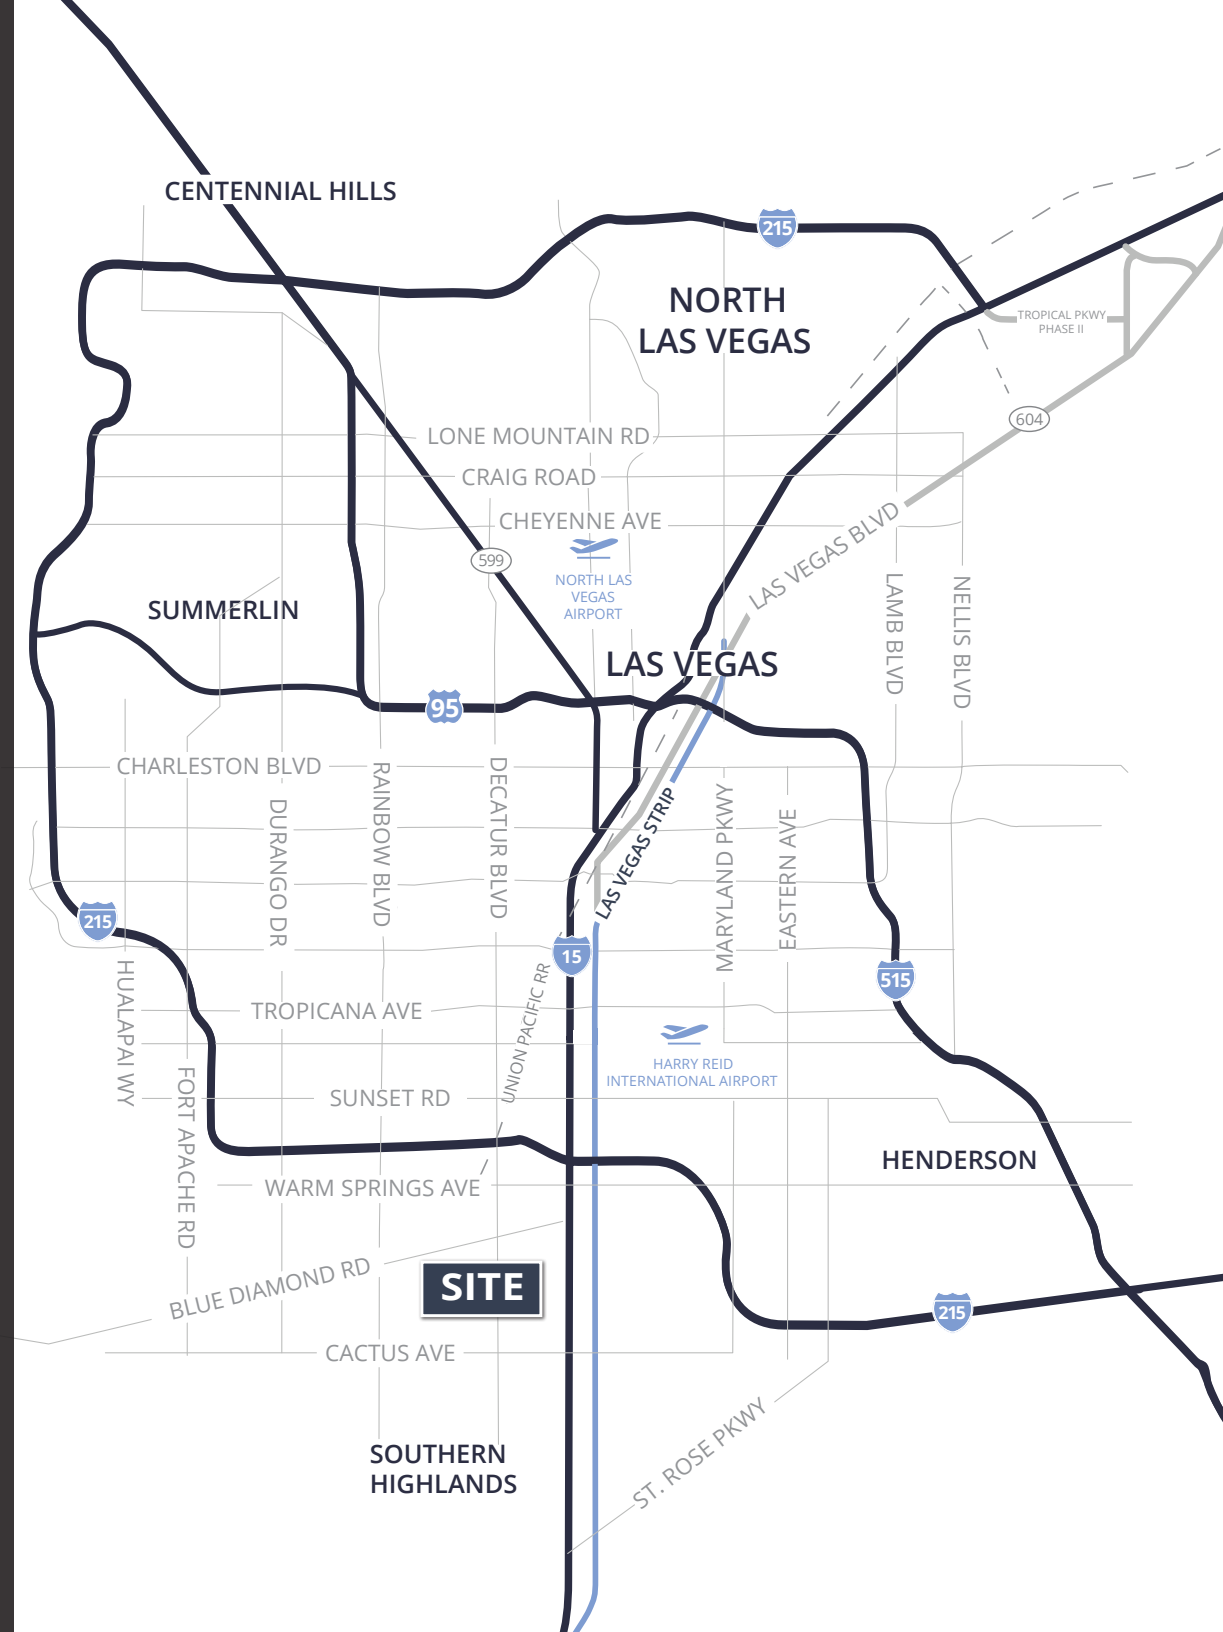 CENTENNIAL HILLS
215
NORTH
LAS VEGAS
TROPICAL PKWY
PHASE II
604
LONE MOUNTAIN RD
CRAIG ROAD
CHEYENNE AVE
LAS VEGAS BLVD
599
NORTH LAS
VEGAS
AIRPORT
SUMMERLIN
LAMB BLVD
NELLIS BLVD
LAS VEGAS
95
CHARLESTON BLVD
DURANGO DR
RAINBOW BLVD
DECATUR BLVD
LAS VEGAS STRIP
MARYLAND PKWY
EASTERN AVE
215
15
515
HUALAPAI WY
TROPICANA AVE
UNION PACIFIC RR
HARRY REID
INTERNATIONAL AIRPORT
FORT APACHE RD
SUNSET RD
HENDERSON
WARM SPRINGS AVE
BLUE DIAMOND RD
SITE
215
CACTUS AVE
ST. ROSE PKWY
SOUTHERN
HIGHLANDS